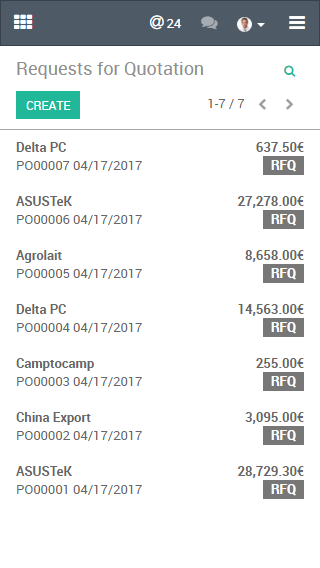 @ 24
Requests for Quotation
CREATE
1-7 / 7
Delta PC 637.50€
PO00007 04/17/2017 RFQ
ASUSTeK 27,278.00€
PO00006 04/17/2017 RFQ
Agrolait 8,658.00€
PO00005 04/17/2017 RFQ
Delta PC 14,563.00€
PO00004 04/17/2017 RFQ
Camptocamp 255.00€
PO00003 04/17/2017 RFQ
China Export 3,095.00€
PO00002 04/17/2017 RFQ
ASUSTeK 28,729.30€
PO00001 04/17/2017 RFQ